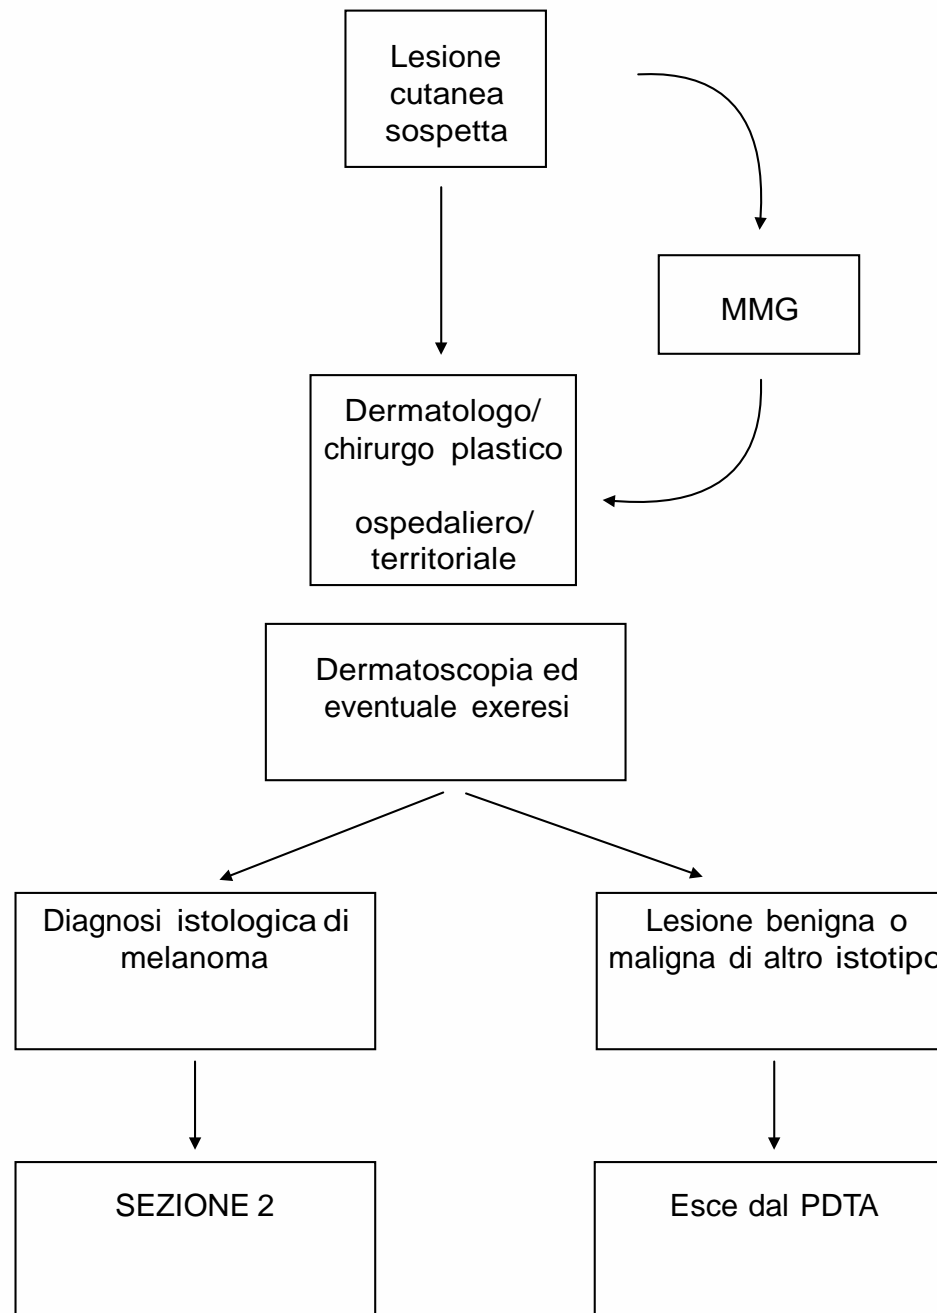 Lesione
cutanea
sospetta
MMG
Dermatologo/
chirurgo plastico
ospedaliero/
territoriale
Dermatoscopia ed
eventuale exeresi
Diagnosi istologica di
melanoma
Lesione benigna o
maligna di altro istotipo
SEZIONE 2
Esce dal PDTA